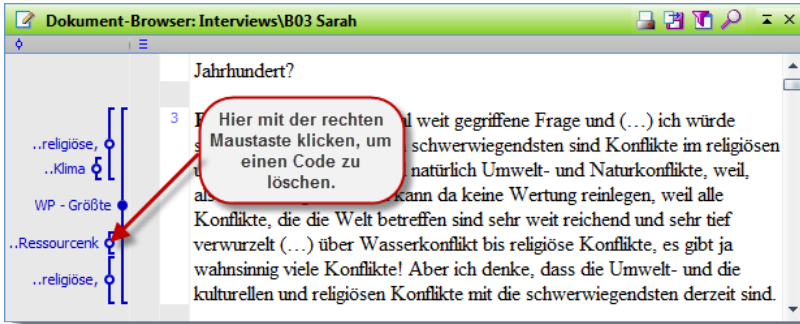 Dokument-Browser: Interviews\B03 Sarah
Jahrhundert?
3 weit gegriffene Frage und (…) ich würde
schwerwiegendsten sind Konflikte im religiösen
natürlich Umwelt- und Naturkonflikte, weil,
kann da keine Wertung reinlegen, weil alle
Konflikte, die die Welt betreffen sind sehr weit reichend und sehr tief
verwurzelt (…) über Wasserkonflikt bis religiöse Konflikte, es gibt ja
wahnsinnig viele Konflikte! Aber ich denke, dass die Umwelt- und die
kulturellen und religiösen Konflikte mit die schwerwiegendsten derzeit sind.
Hier mit der rechten
Maustaste klicken, um
einen Code zu
löschen.
..religiöse,
..Klima
WP - Größte
..Ressourcenk
..religiöse,